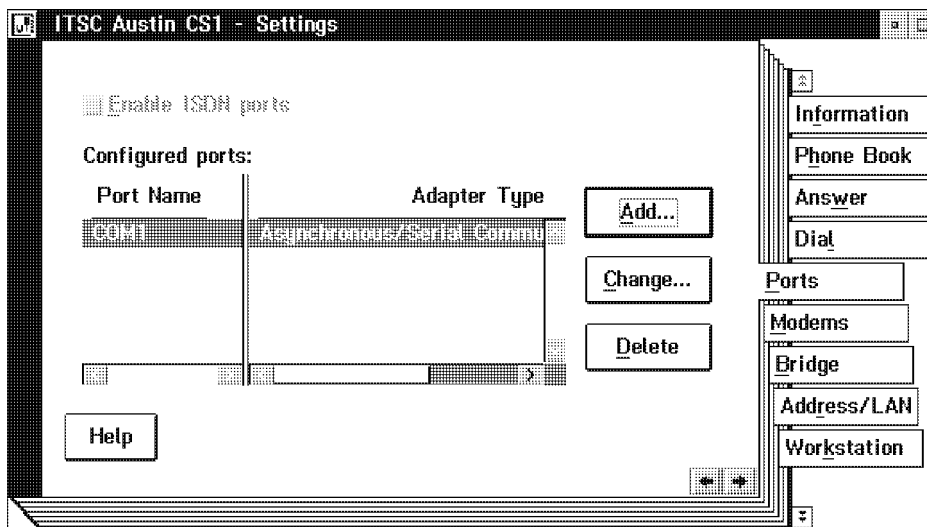 ITSC Austin CS1 - Settings
Enable ISDN ports
Configured ports:
Port Name
Adapter Type
COM1
Asynchronous/Serial Commu
Add...
Change...
Delete
Help
Information
Phone Book
Answer
Dial
Ports
Modems
Bridge
Address/LAN
Workstation